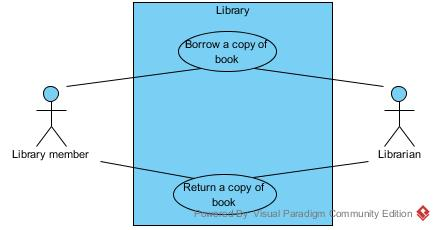 Library
Borrow a copy of
book
Library member
Librarian
Return a copy of
book
Powered By Visual Paradigm Community Edition